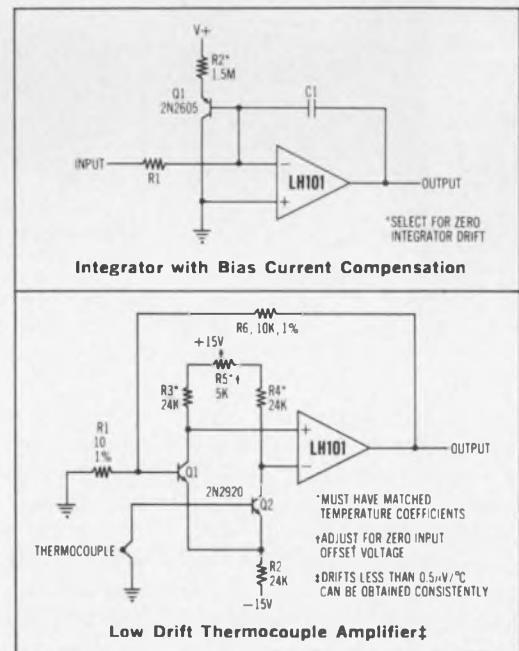 V+
R2*
1.5M
Q1
2N2605
C1
INPUT
R1
−
+
LH101
OUTPUT
*SELECT FOR ZERO
INTEGRATOR DRIFT
Integrator with Bias Current Compensation
R6, 10K, 1%
+15V
R3*
24K
R5*†
5K
R4*
24K
R1
10
1%
+
−
LH101
OUTPUT
Q1
2N2920
Q2
THERMOCOUPLE
R2
24K
−15V
*MUST HAVE MATCHED
TEMPERATURE COEFFICIENTS
†ADJUST FOR ZERO INPUT
OFFSET VOLTAGE
‡DRIFTS LESS THAN 0.5μV/°C
CAN BE OBTAINED CONSISTENTLY
Low Drift Thermocouple Amplifier‡